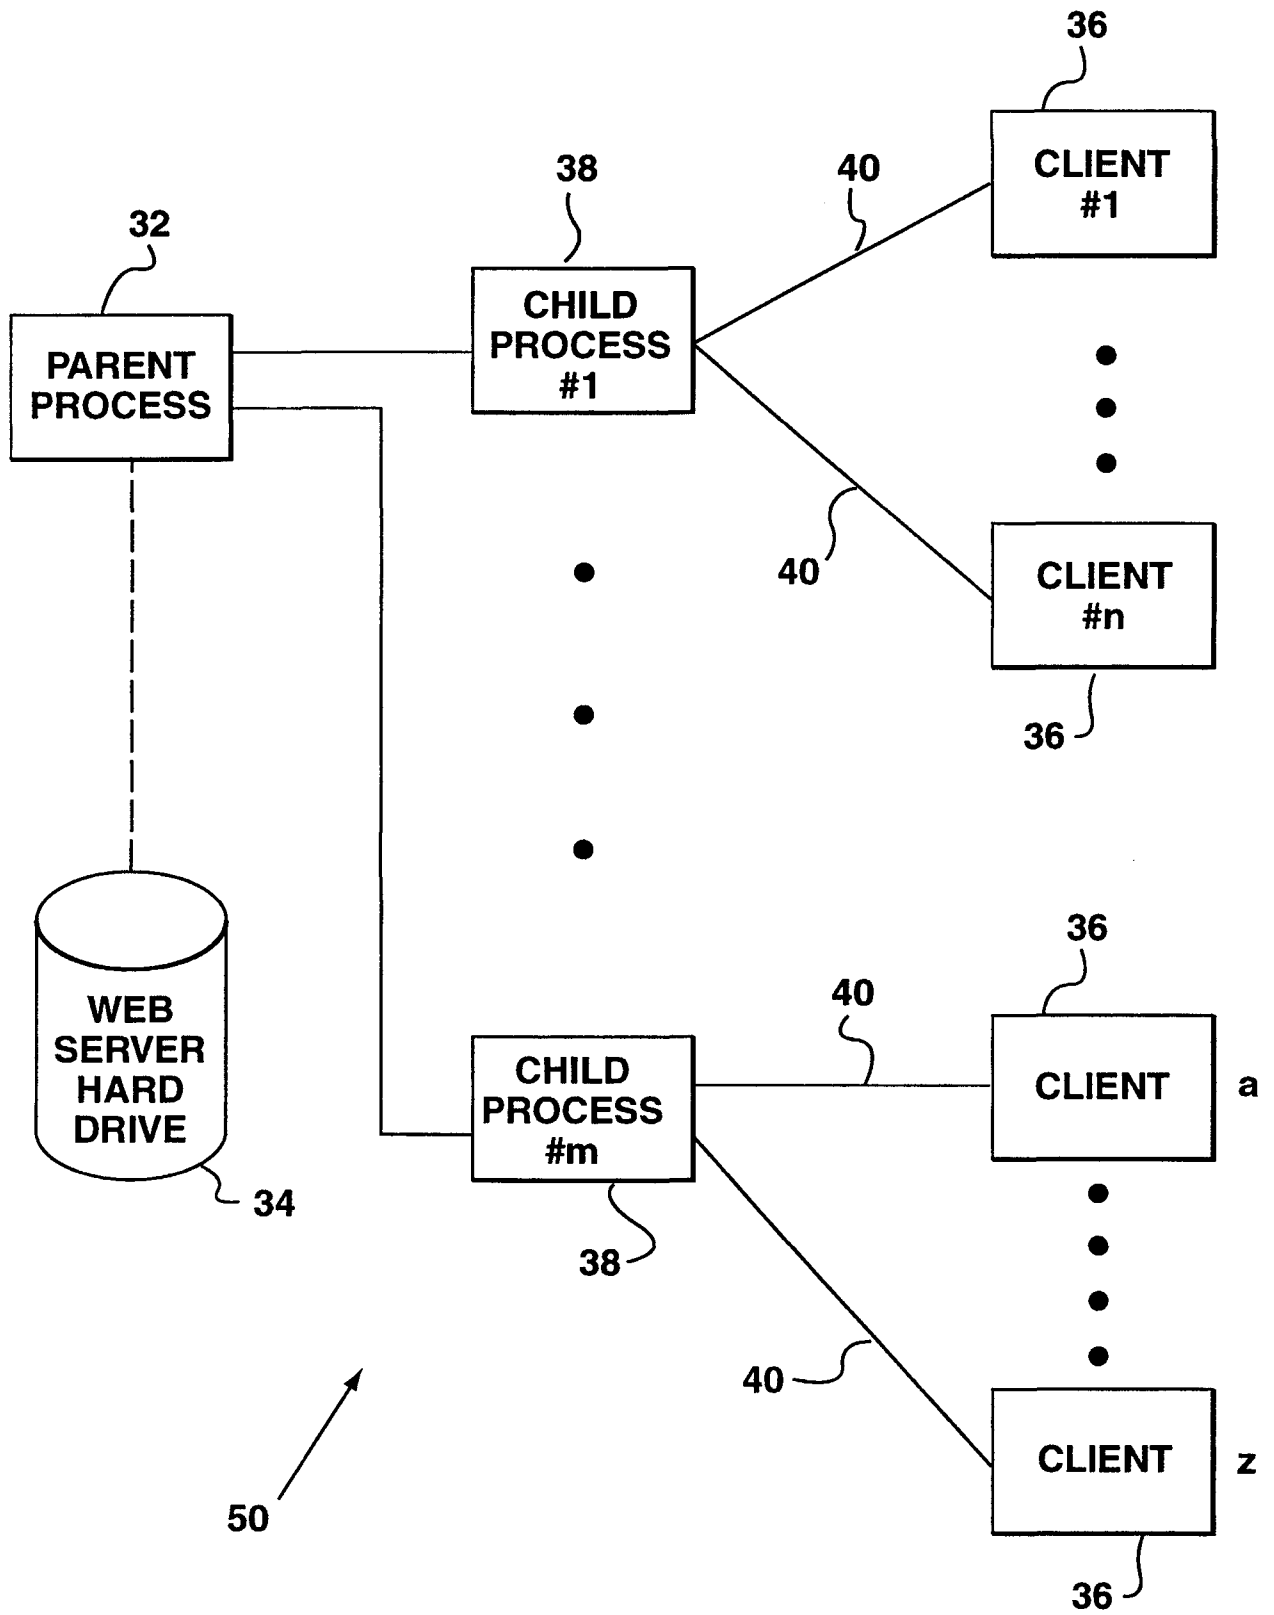 36
CLIENT
#1
40
38
CHILD
PROCESS
#1
32
PARENT
PROCESS
40
CLIENT
#n
36
WEB
SERVER
HARD
DRIVE
34
CHILD
PROCESS
#m
38
40
36
CLIENT
a
40
CLIENT
z
36
50